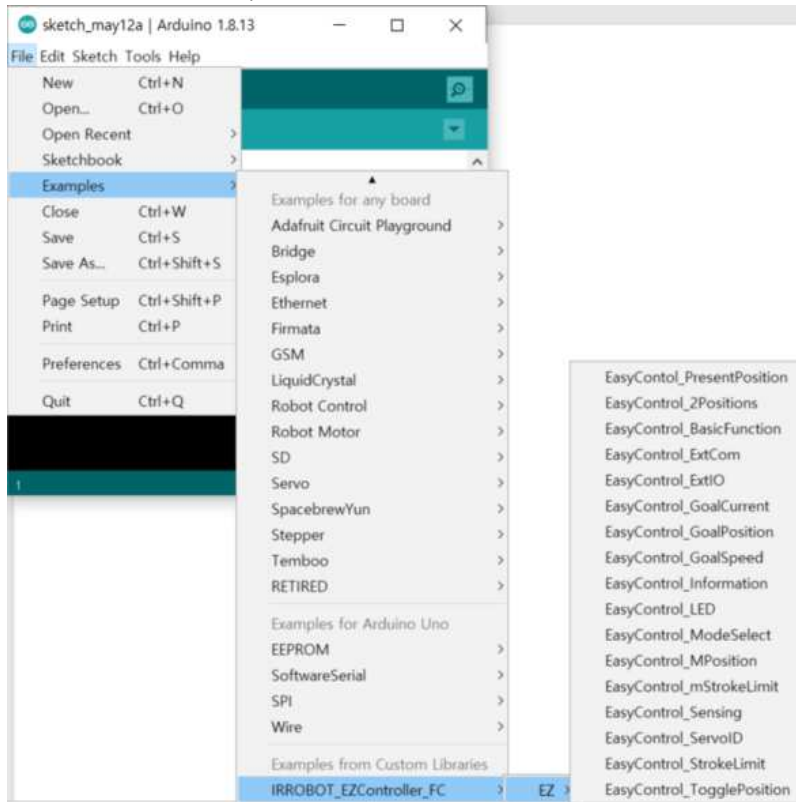 sketch_may12a | Arduino 1.8.13
File Edit Sketch Tools Help
New Ctrl+N
Open... Ctrl+O
Open Recent
Sketchbook
Examples
Close Ctrl+W
Save Ctrl+S
Save As... Ctrl+Shift+S
Page Setup Ctrl+Shift+P
Print Ctrl+P
Preferences Ctrl+Comma
Quit Ctrl+Q
1
Examples for any board
Adafruit Circuit Playground
Bridge
Esplora
Ethernet
Firmata
GSM
LiquidCrystal
Robot Control
Robot Motor
SD
Servo
SpacebrewYun
Stepper
Temboo
RETIRED
Examples for Arduino Uno
EEPROM
SoftwareSerial
SPI
Wire
Examples from Custom Libraries
IRROBOT_EZController_FC
EZ
EasyContol_PresentPosition
EasyControl_2Positions
EasyControl_BasicFunction
EasyControl_ExtCom
EasyControl_ExtIO
EasyControl_GoalCurrent
EasyControl_GoalPosition
EasyControl_GoalSpeed
EasyControl_Information
EasyControl_LED
EasyControl_ModeSelect
EasyControl_MPosition
EasyControl_mStrokeLimit
EasyControl_Sensing
EasyControl_ServoID
EasyControl_StrokeLimit
EasyControl_TogglePosition